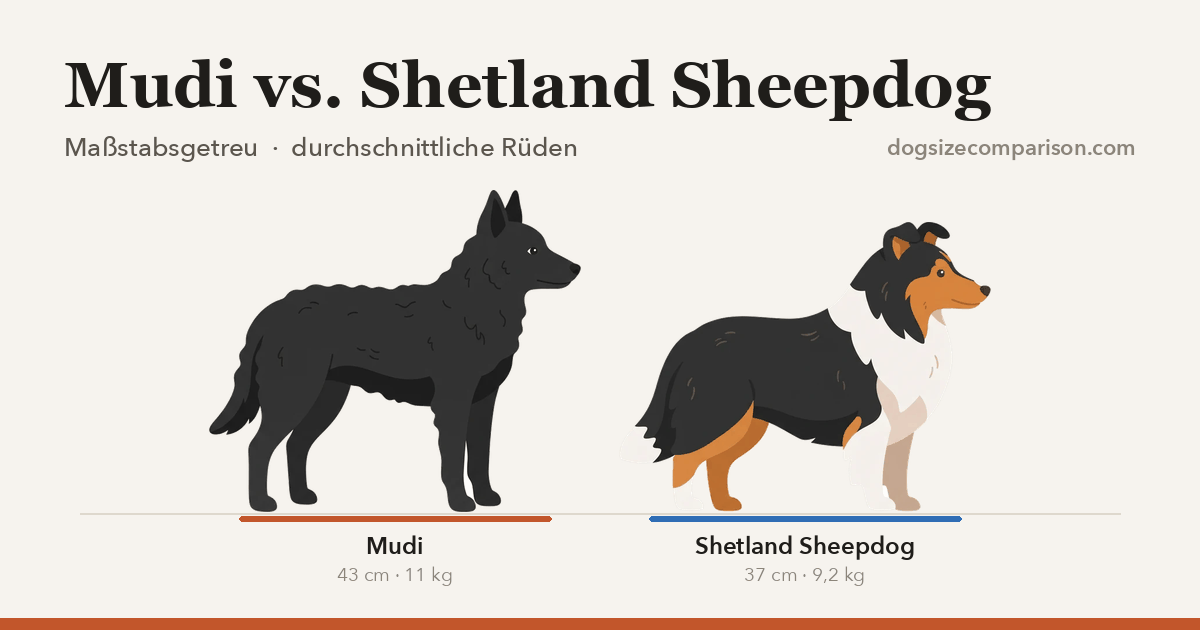 Mudi vs. Shetland Sheepdog
Maßstabsgetreu · durchschnittliche Rüden
dogsizecomparison.com
Mudi
43 cm · 11 kg
Shetland Sheepdog
37 cm · 9,2 kg